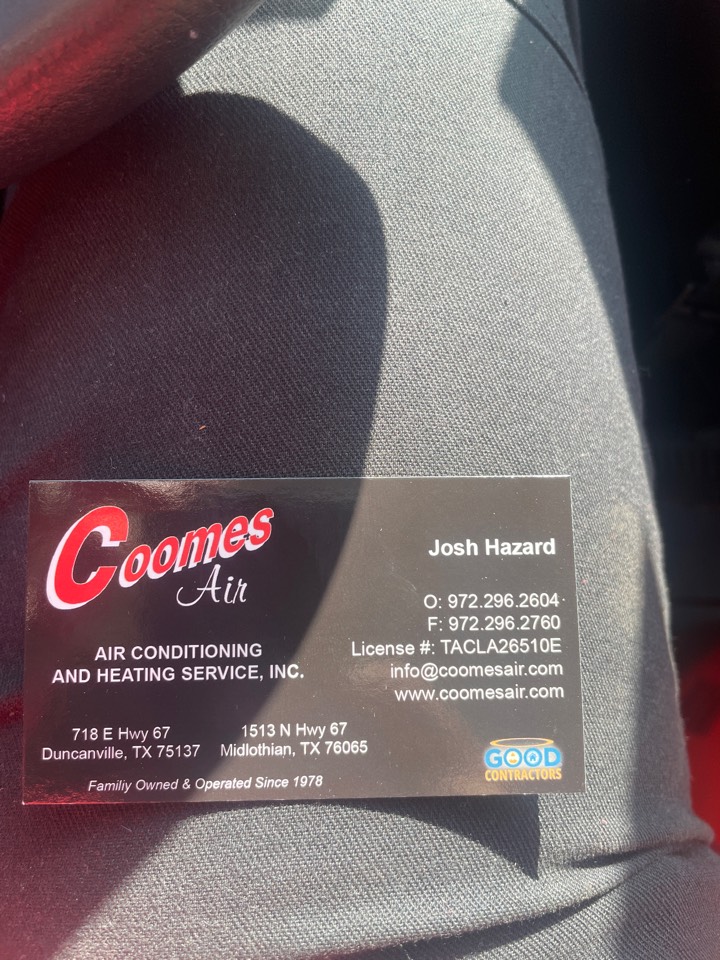 Coomes
Air
AIR CONDITIONING
AND HEATING SERVICE, INC.
718 E Hwy 67
Duncanville, TX 75137
1513 N Hwy 67
Midlothian, TX 76065
Familiy Owned & Operated Since 1978
Josh Hazard
O: 972.296.2604
F: 972.296.2760
License #: TACLA26510E
info@coomesair.com
www.coomesair.com
GOOD
CONTRACTORS